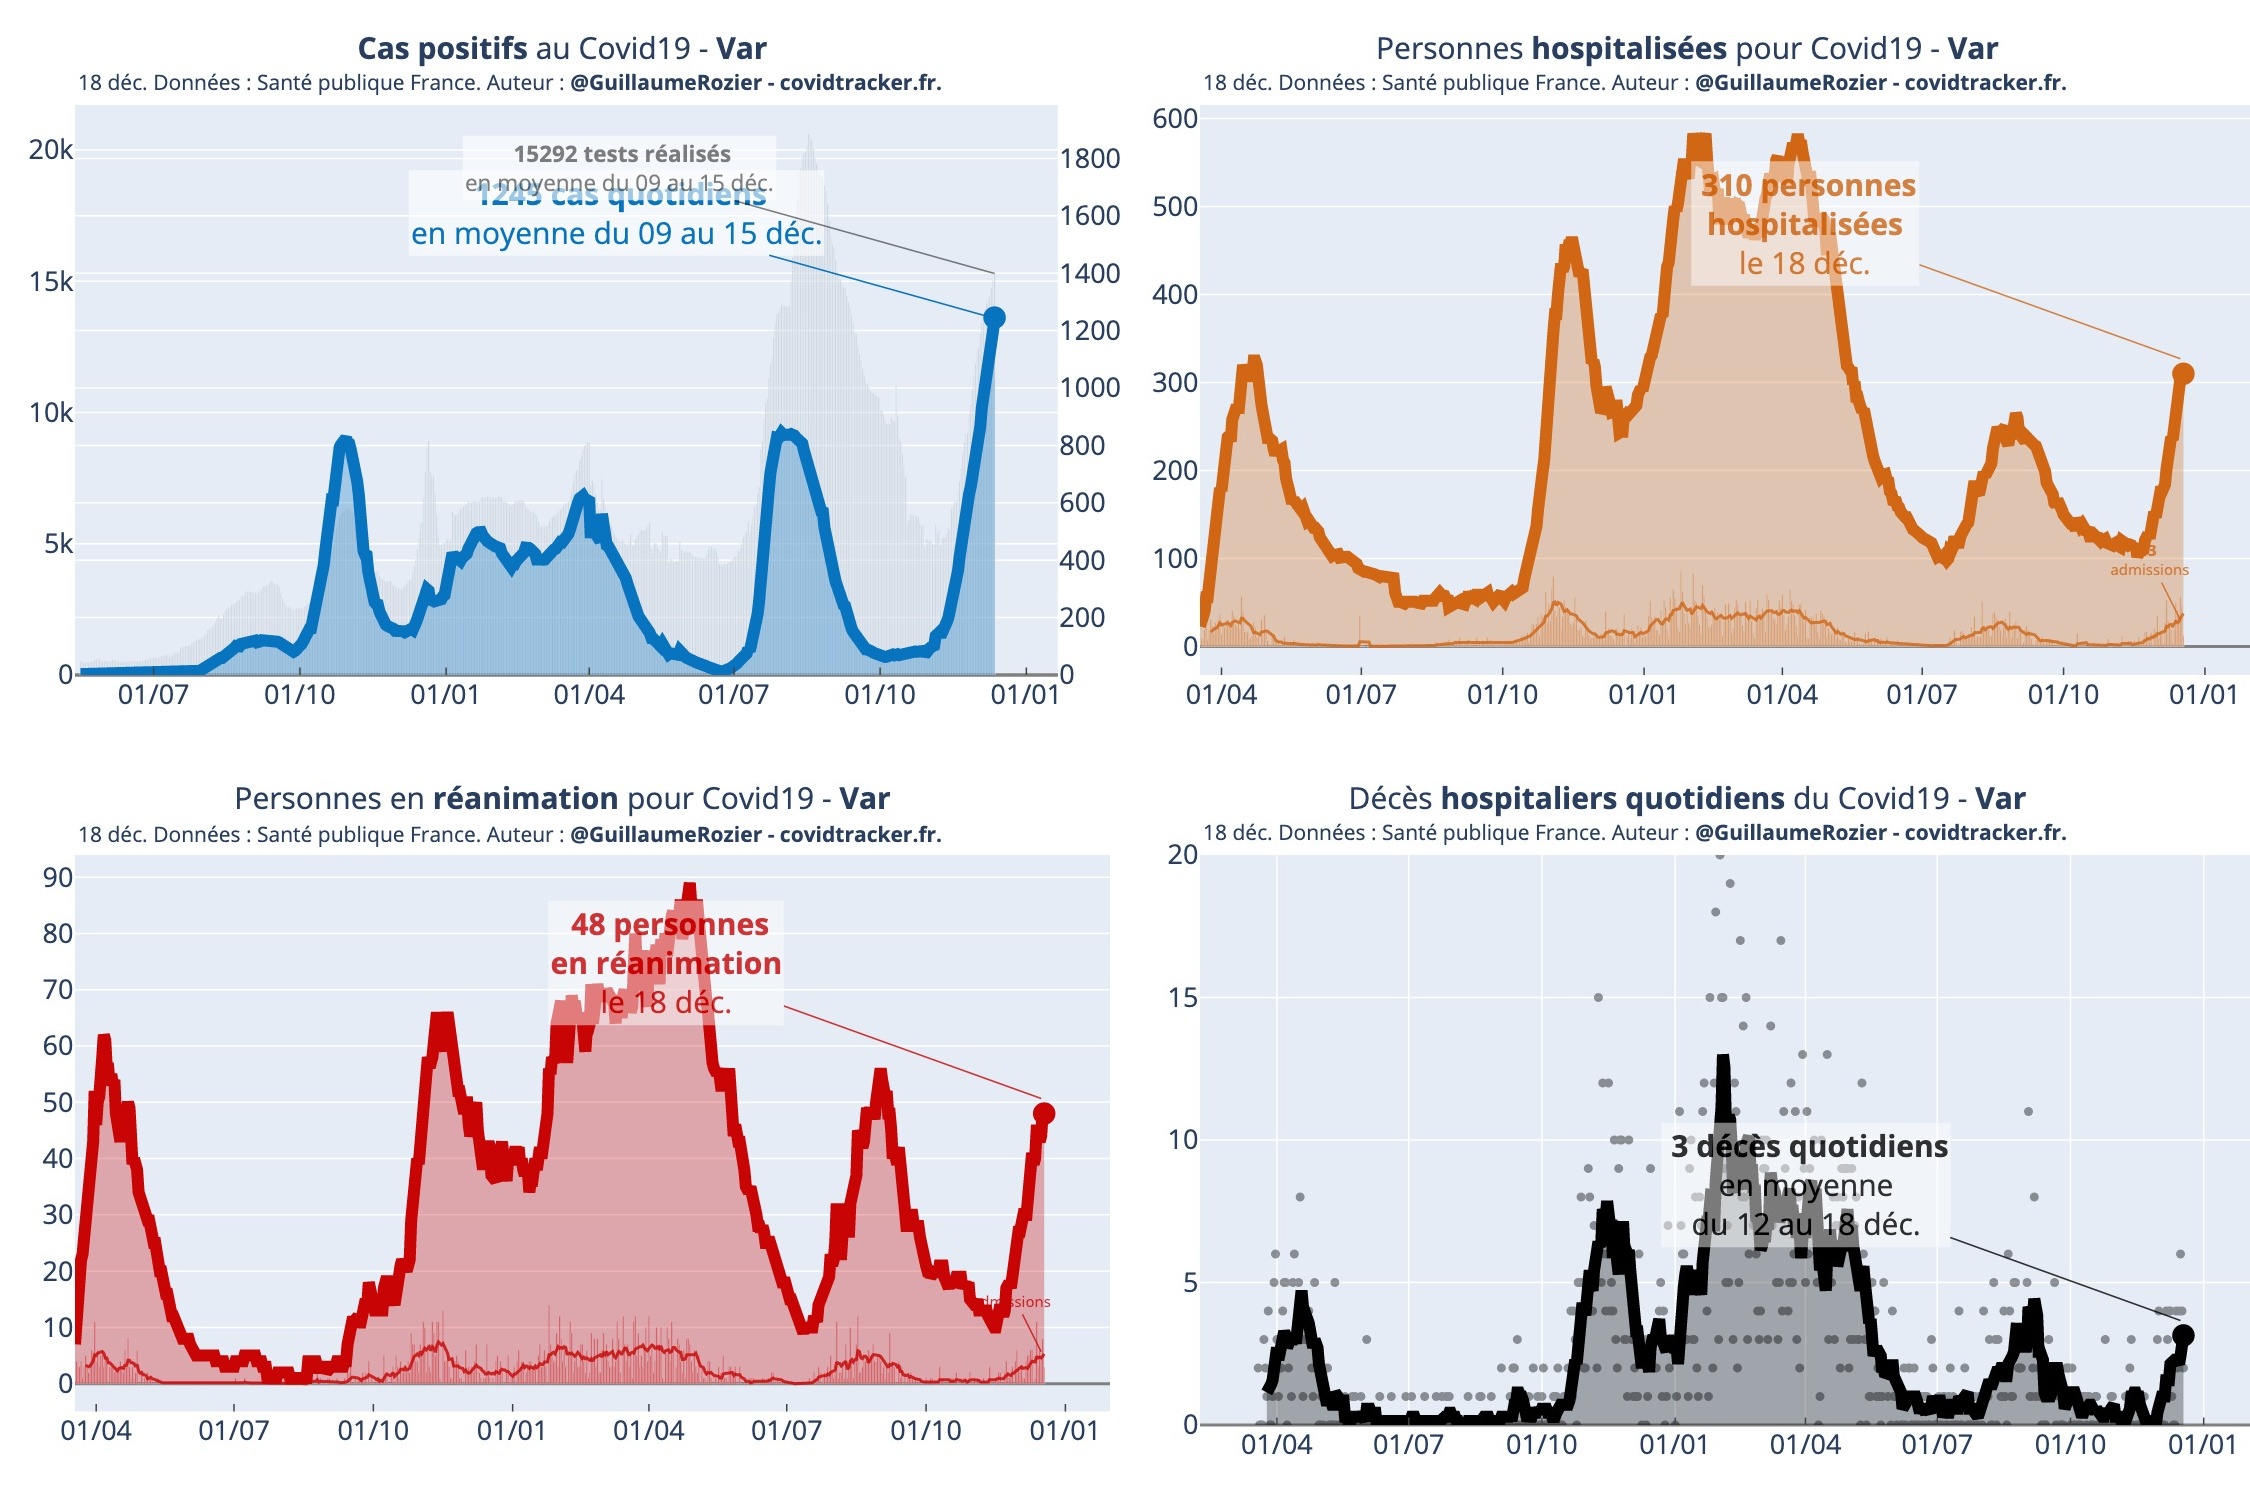 Cas positifs au Covid19 - Var
18 déc. Données : Santé publique France. Auteur : @GuillaumeRozier - covidtracker.fr.
15292 tests réalisés
en moyenne du 09 au 15 déc.
1245 cas quotidiens
en moyenne du 09 au 15 déc.
20k
15k
10k
5k
0
1800
1600
1400
1200
1000
800
600
400
200
0
01/07 01/10 01/01 01/04 01/07 01/10 01/01
Personnes hospitalisées pour Covid19 - Var
18 déc. Données : Santé publique France. Auteur : @GuillaumeRozier - covidtracker.fr.
600
500
400
300
200
100
0
310 personnes
hospitalisées
le 18 déc.
admissions
01/04 01/07 01/10 01/01 01/04 01/07 01/10 01/01
Personnes en réanimation pour Covid19 - Var
18 déc. Données : Santé publique France. Auteur : @GuillaumeRozier - covidtracker.fr.
90
80
70
60
50
40
30
20
10
0
48 personnes
en réanimation
le 18 déc.
admissions
01/04 01/07 01/10 01/01 01/04 01/07 01/10 01/01
Décès hospitaliers quotidiens du Covid19 - Var
18 déc. Données : Santé publique France. Auteur : @GuillaumeRozier - covidtracker.fr.
20
15
10
5
0
3 décès quotidiens
en moyenne
du 12 au 18 déc.
01/04 01/07 01/10 01/01 01/04 01/07 01/10 01/01